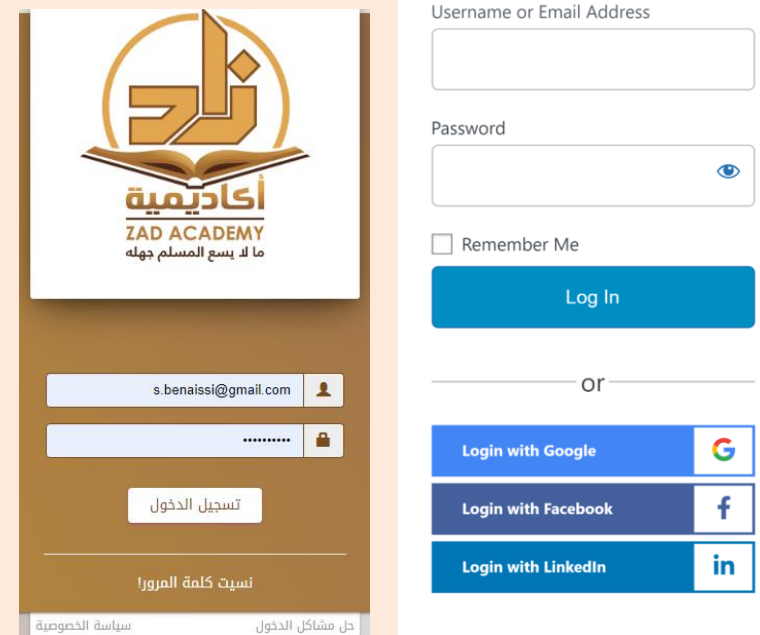 زاد
أكاديمية
ZAD ACADEMY
ما لا يسع المسلم جهله
s.benaissi@gmail.com
••••••••••
تسجيل الدخول
نسيت كلمة المرور!
حل مشاكل الدخول
سياسة الخصوصية
Username or Email Address
Password
Remember Me
Log In
or
Login with Google
G
Login with Facebook
f
Login with LinkedIn
in